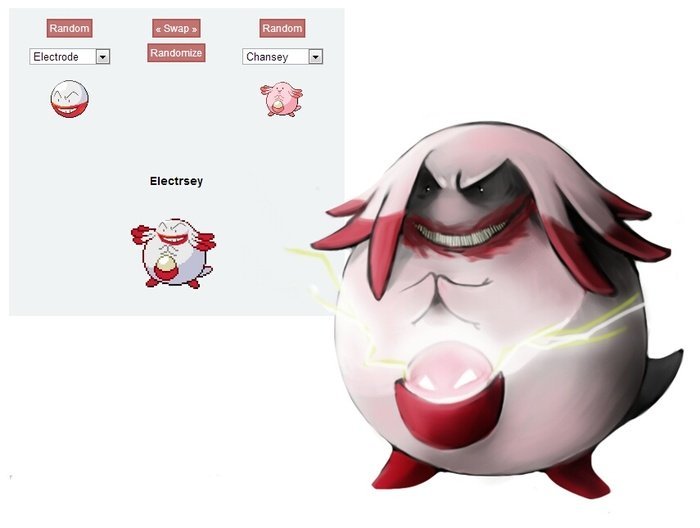 Random
« Swap »
Random
Electrode
Randomize
Chansey
Electrsey